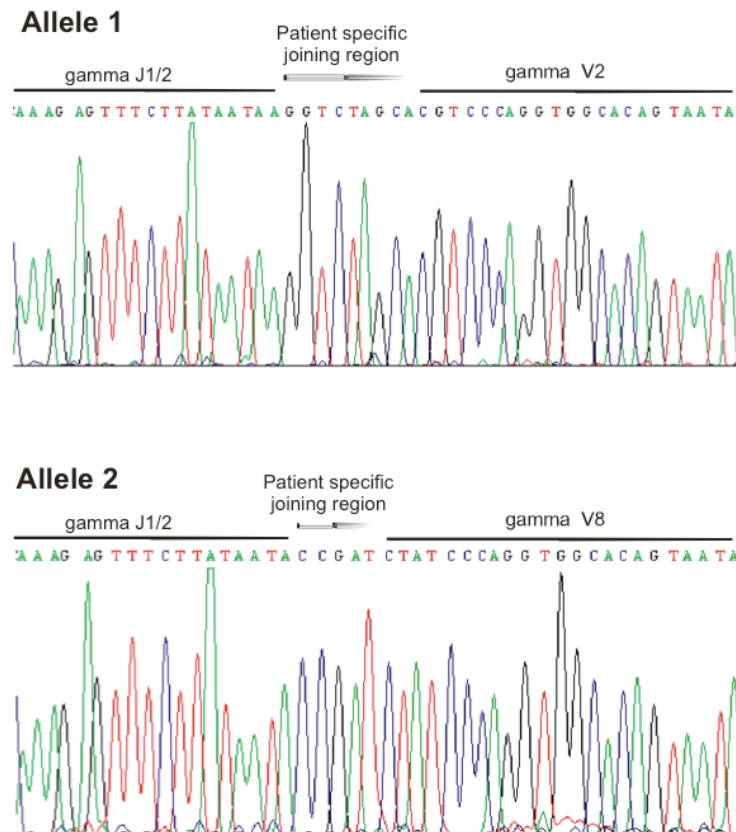 Allele 1
Patient specific
joining region
gamma J1/2
gamma V2
AAAG AGTTTCTTATAATAAGGTCTAGCACGTCCCAGGTGGCACAGTAATA
Allele 2
Patient specific
joining region
gamma J1/2
gamma V8
AAAG AGTTTCTTATAATACCGATCTATCCCAGGTGGCACAGTAATA